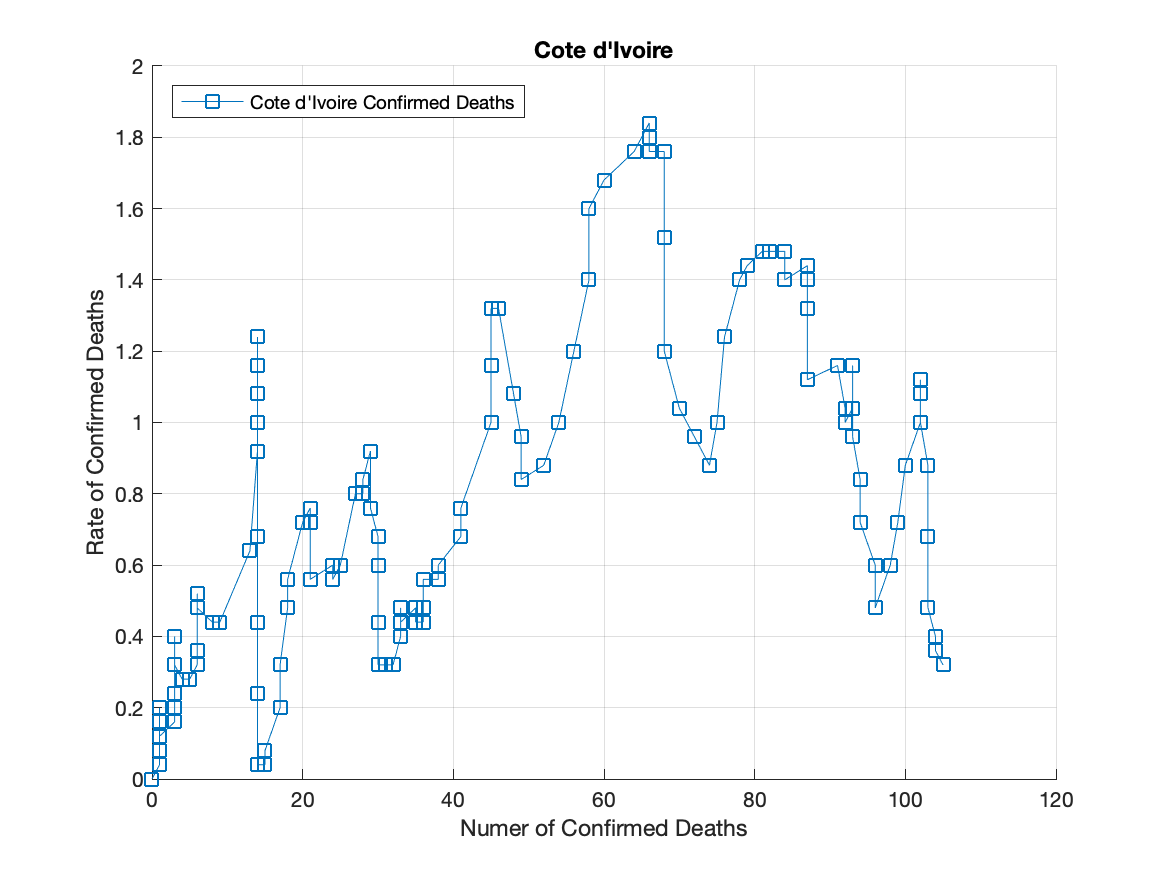 Cote d'Ivoire
Cote d'Ivoire Confirmed Deaths
2
1.8
1.6
1.4
1.2
1
0.8
0.6
0.4
0.2
0
Rate of Confirmed Deaths
0 20 40 60 80 100 120
Numer of Confirmed Deaths